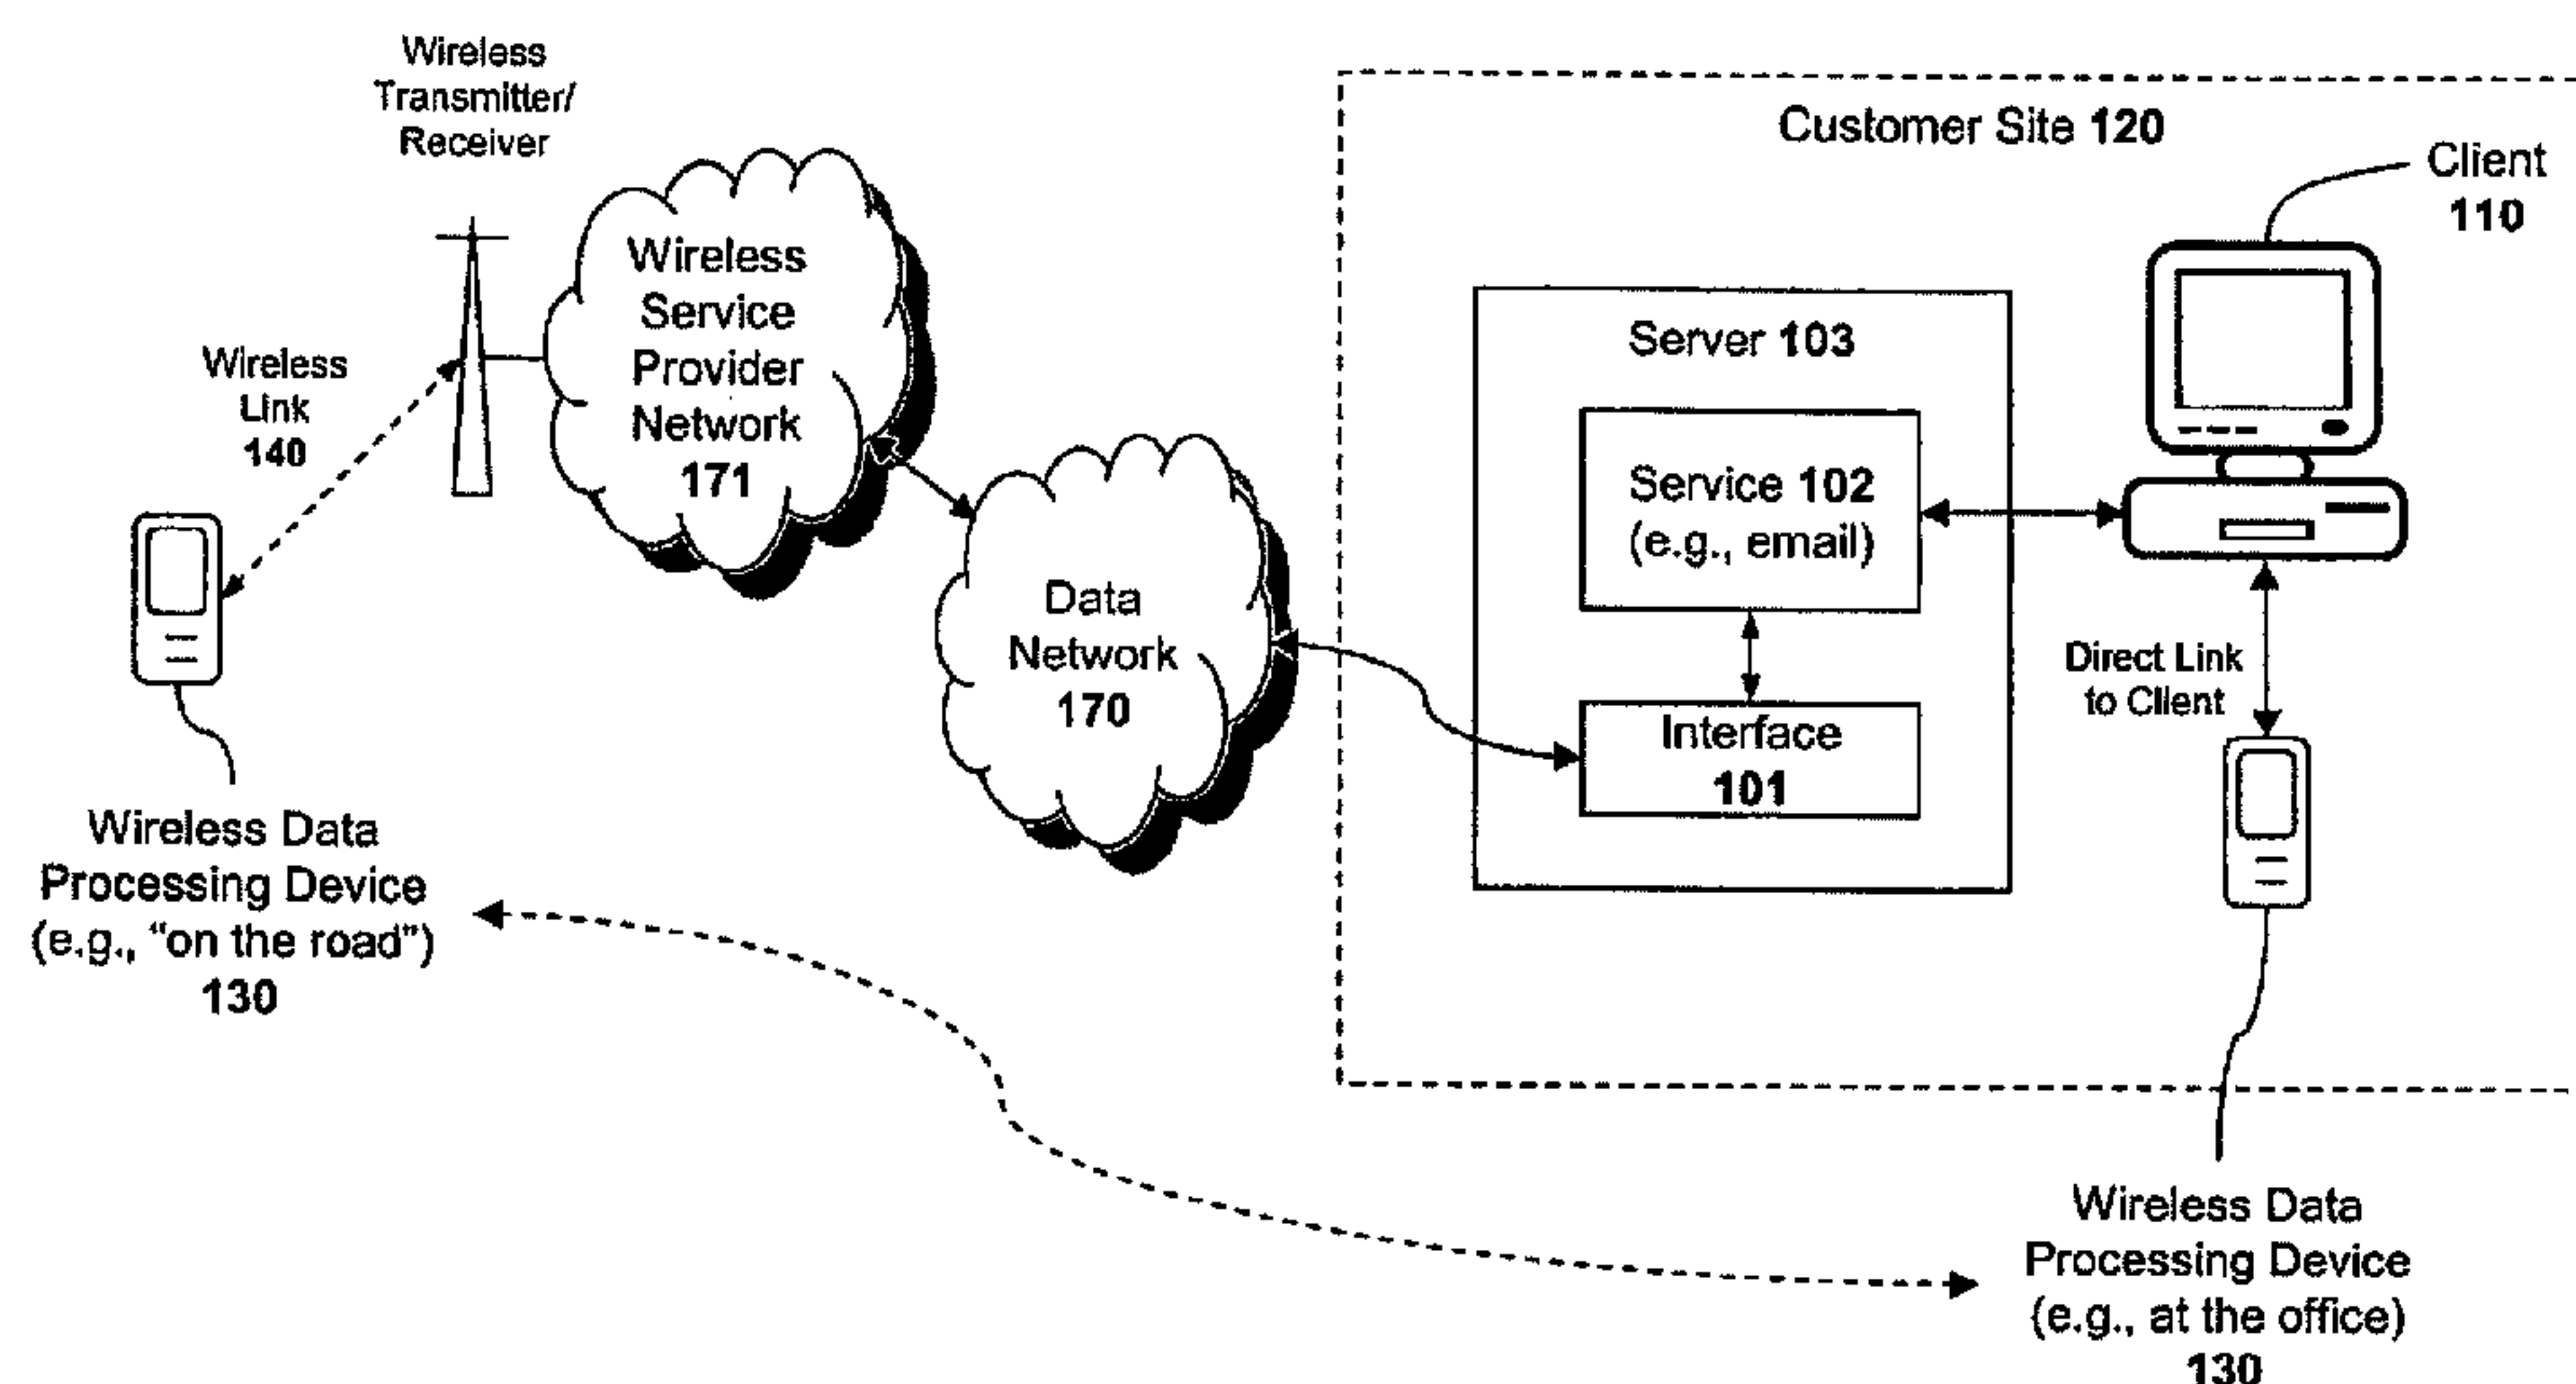 Wireless
Transmitter/
Receiver
Wireless
Service
Provider
Network
171
Wireless
Link
140
Data
Network
170
Customer Site 120
Client
110
Server 103
Service 102
(e.g., email)
Interface
101
Direct Link
to Client
Wireless Data
Processing Device
(e.g., “on the road”)
130
Wireless Data
Processing Device
(e.g., at the office)
130